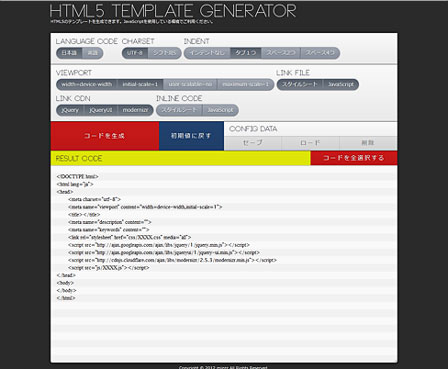 HTML5 TEMPLATE GENERATOR
HTML5のテンプレートを生成できます。JavaScriptを使用している環境でご利用ください。
LANGUAGE CODE CHARSET INDENT
日本語 英語 UTF-8 シフトJIS インデントなし タブ1つ スペース2つ スペース4つ
VIEWPORT LINK FILE
width=device-width initial-scale=1 user-scalable=no maximum-scale=1 スタイルシート JavaScript
LINK CDN INLINE CODE
jQuery jQueryUI modernizr スタイルシート JavaScript
コードを生成 初期値に戻す CONFIG DATA
セーブ ロード 削除
RESULT CODE コードを全選択する
<!DOCTYPE html>
<html lang="ja">
<head>
<meta charset="utf-8">
<meta name="viewport" content="width=device-width,initial-scale=1">
<title></title>
<meta name="description" content="">
<meta name="keywords" content="">
<link rel="stylesheet" href="css/XXXX.css" media="all">
<script src="http://ajax.googleapis.com/ajax/libs/jquery/1/jquery.min.js"></script>
<script src="http://ajax.googleapis.com/ajax/libs/jqueryui/1/jquery-ui.min.js"></script>
<script src="http://cdnjs.cloudflare.com/ajax/libs/modernizr/2.5.3/modernizr.min.js"></script>
<script src="js/XXXX.js"></script>
</head>
<body>
</body>
</html>
Copyright © 2012 All Rights Reserved.